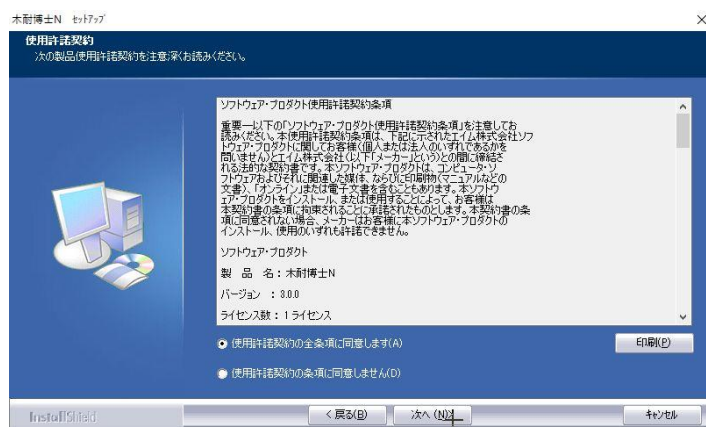 木耐博士N セットアップ
使用許諾契約
次の製品使用許諾契約を注意深くお読みください。
ソフトウェア・プロダクト使用許諾契約条項
重要―以下の「ソフトウェア・プロダクト使用許諾契約条項」を注意してお
読みください。本使用許諾契約条項は、下記に示されたエイム株式会社ソフ
トウェア・プロダクトに関してお客様(個人または法人のいずれであるかを
問いません)とエイム株式会社(以下「メーカー」という)との間に締結さ
れる法的な契約書です。本ソフトウェア・プロダクトは、コンピュータ・ソ
フトウェアおよびそれに関連した媒体、ならびに印刷物(マニュアルなどの
文書)、「オンライン」または電子文書を含むこともあります。本ソフトウ
ェア・プロダクトをインストール、または使用することによって、お客様は
本契約書の条項に拘束されることに承諾されたものとします。本契約書の条
項に同意されない場合、メーカーはお客様に本ソフトウェア・プロダクトの
インストール、使用のいずれも許諾できません。
ソフトウェア・プロダクト
製 品 名：木耐博士N
バージョン ：3.0.0
ライセンス数：1ライセンス
使用許諾契約の全条項に同意します(A)
印刷(P)
使用許諾契約の条項に同意しません(D)
InstallShield
< 戻る(B)
次へ (N)>
キャンセル